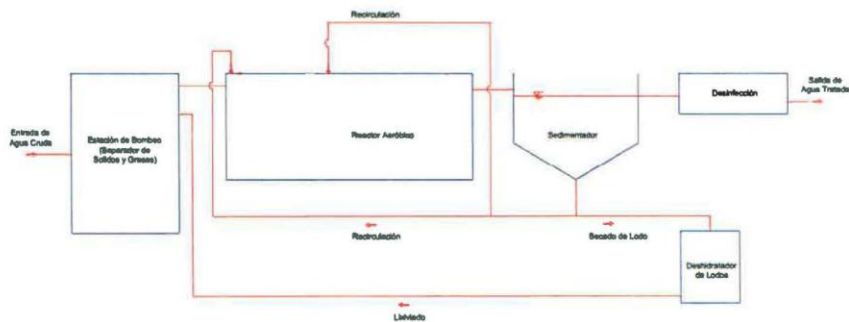 Recirculación
Salida de
Agua Tratada
Desinfección
Entrada de
Agua Cruda
Estación de Bombeo
(Separador de
Solidos y Grasas)
Reactor Aeróbico
Sedimentador
Recirculación
Secado de Lodo
Deshidratador
de Lodos
Lixiviado